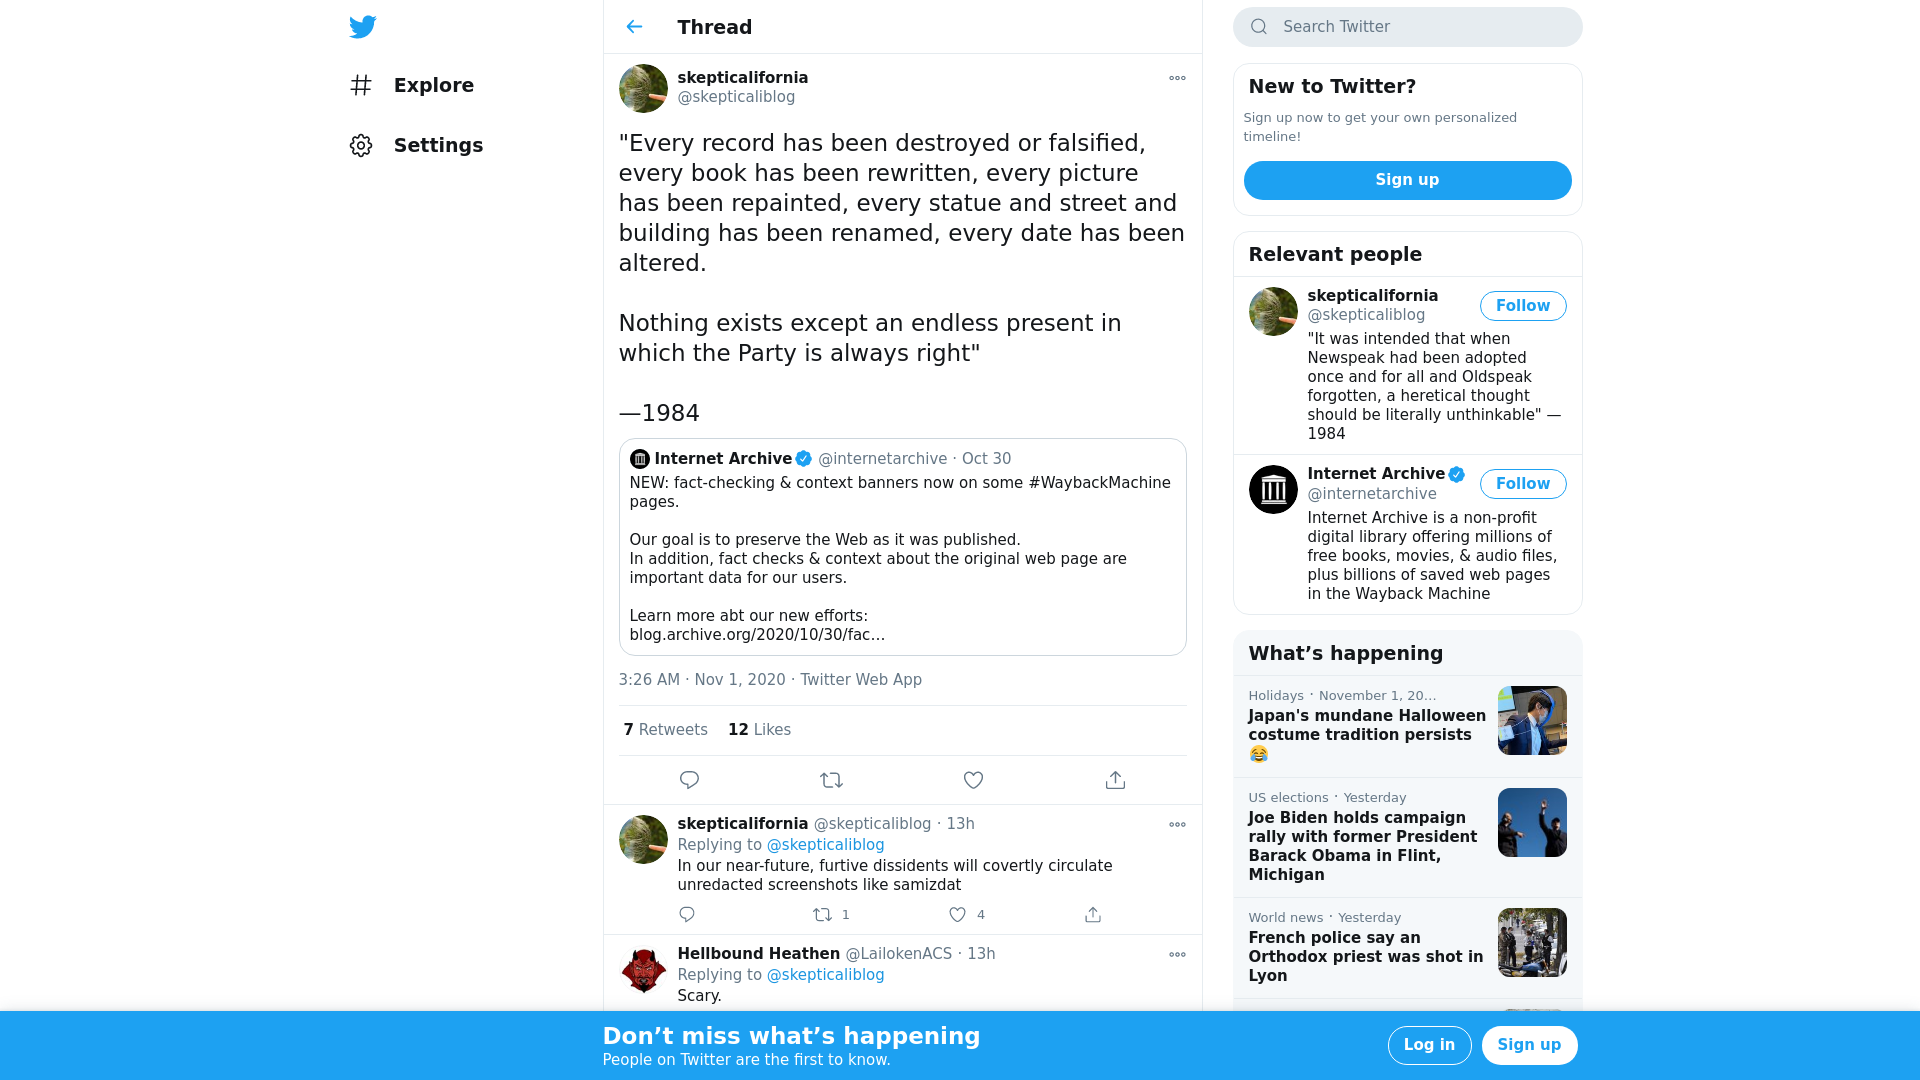 Explore
Settings
Thread
skepticalifornia
@skepticaliblog
"Every record has been destroyed or falsified,
every book has been rewritten, every picture
has been repainted, every statue and street and
building has been renamed, every date has been
altered.
Nothing exists except an endless present in
which the Party is always right"
—1984
Internet Archive @internetarchive · Oct 30
NEW: fact-checking & context banners now on some #WaybackMachine
pages.
Our goal is to preserve the Web as it was published.
In addition, fact checks & context about the original web page are
important data for our users.
Learn more abt our new efforts:
blog.archive.org/2020/10/30/fac…
3:26 AM · Nov 1, 2020 · Twitter Web App
7 Retweets 12 Likes
skepticalifornia @skepticaliblog · 13h
Replying to @skepticaliblog
In our near-future, furtive dissidents will covertly circulate
unredacted screenshots like samizdat
1 4
Hellbound Heathen @LailokenACS · 13h
Replying to @skepticaliblog
Scary.
Search Twitter
New to Twitter?
Sign up now to get your own personalized
timeline!
Sign up
Relevant people
skepticalifornia
@skepticaliblog
Follow
"It was intended that when
Newspeak had been adopted
once and for all and Oldspeak
forgotten, a heretical thought
should be literally unthinkable" —
1984
Internet Archive
@internetarchive
Follow
Internet Archive is a non-profit
digital library offering millions of
free books, movies, & audio files,
plus billions of saved web pages
in the Wayback Machine
What's happening
Holidays · November 1, 20…
Japan's mundane Halloween
costume tradition persists
😂
US elections · Yesterday
Joe Biden holds campaign
rally with former President
Barack Obama in Flint,
Michigan
World news · Yesterday
French police say an
Orthodox priest was shot in
Lyon
Don't miss what's happening
People on Twitter are the first to know.
Log in
Sign up